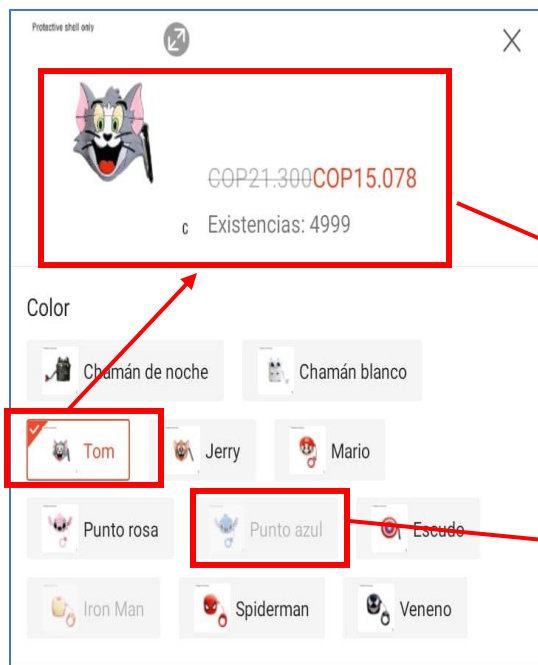 Protective shell only
COP21.300COP15.078
c Existencias: 4999
Color
Chamán de noche Chamán blanco
Tom Jerry Mario
Punto rosa Punto azul Escudo
Iron Man Spiderman Veneno